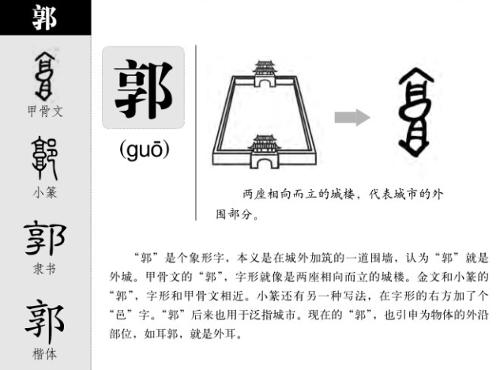 郭
甲骨文
小篆
隶书
楷体
郭
(guō)
两座相向而立的城楼，代表城市的外
围部分。
“郭”是个象形字，本义是在城外加筑的一道围墙，认为“郭”就是
外城。甲骨文的“郭”，字形就像是两座相向而立的城楼。金文和小篆的
“郭”，字形和甲骨文相近。小篆还有另一种写法，在字形的右方加了个
“邑”字。“郭”后来也用于泛指城市。现在的“郭”，也引申为物体的外沿
部位，如耳郭，就是外耳。